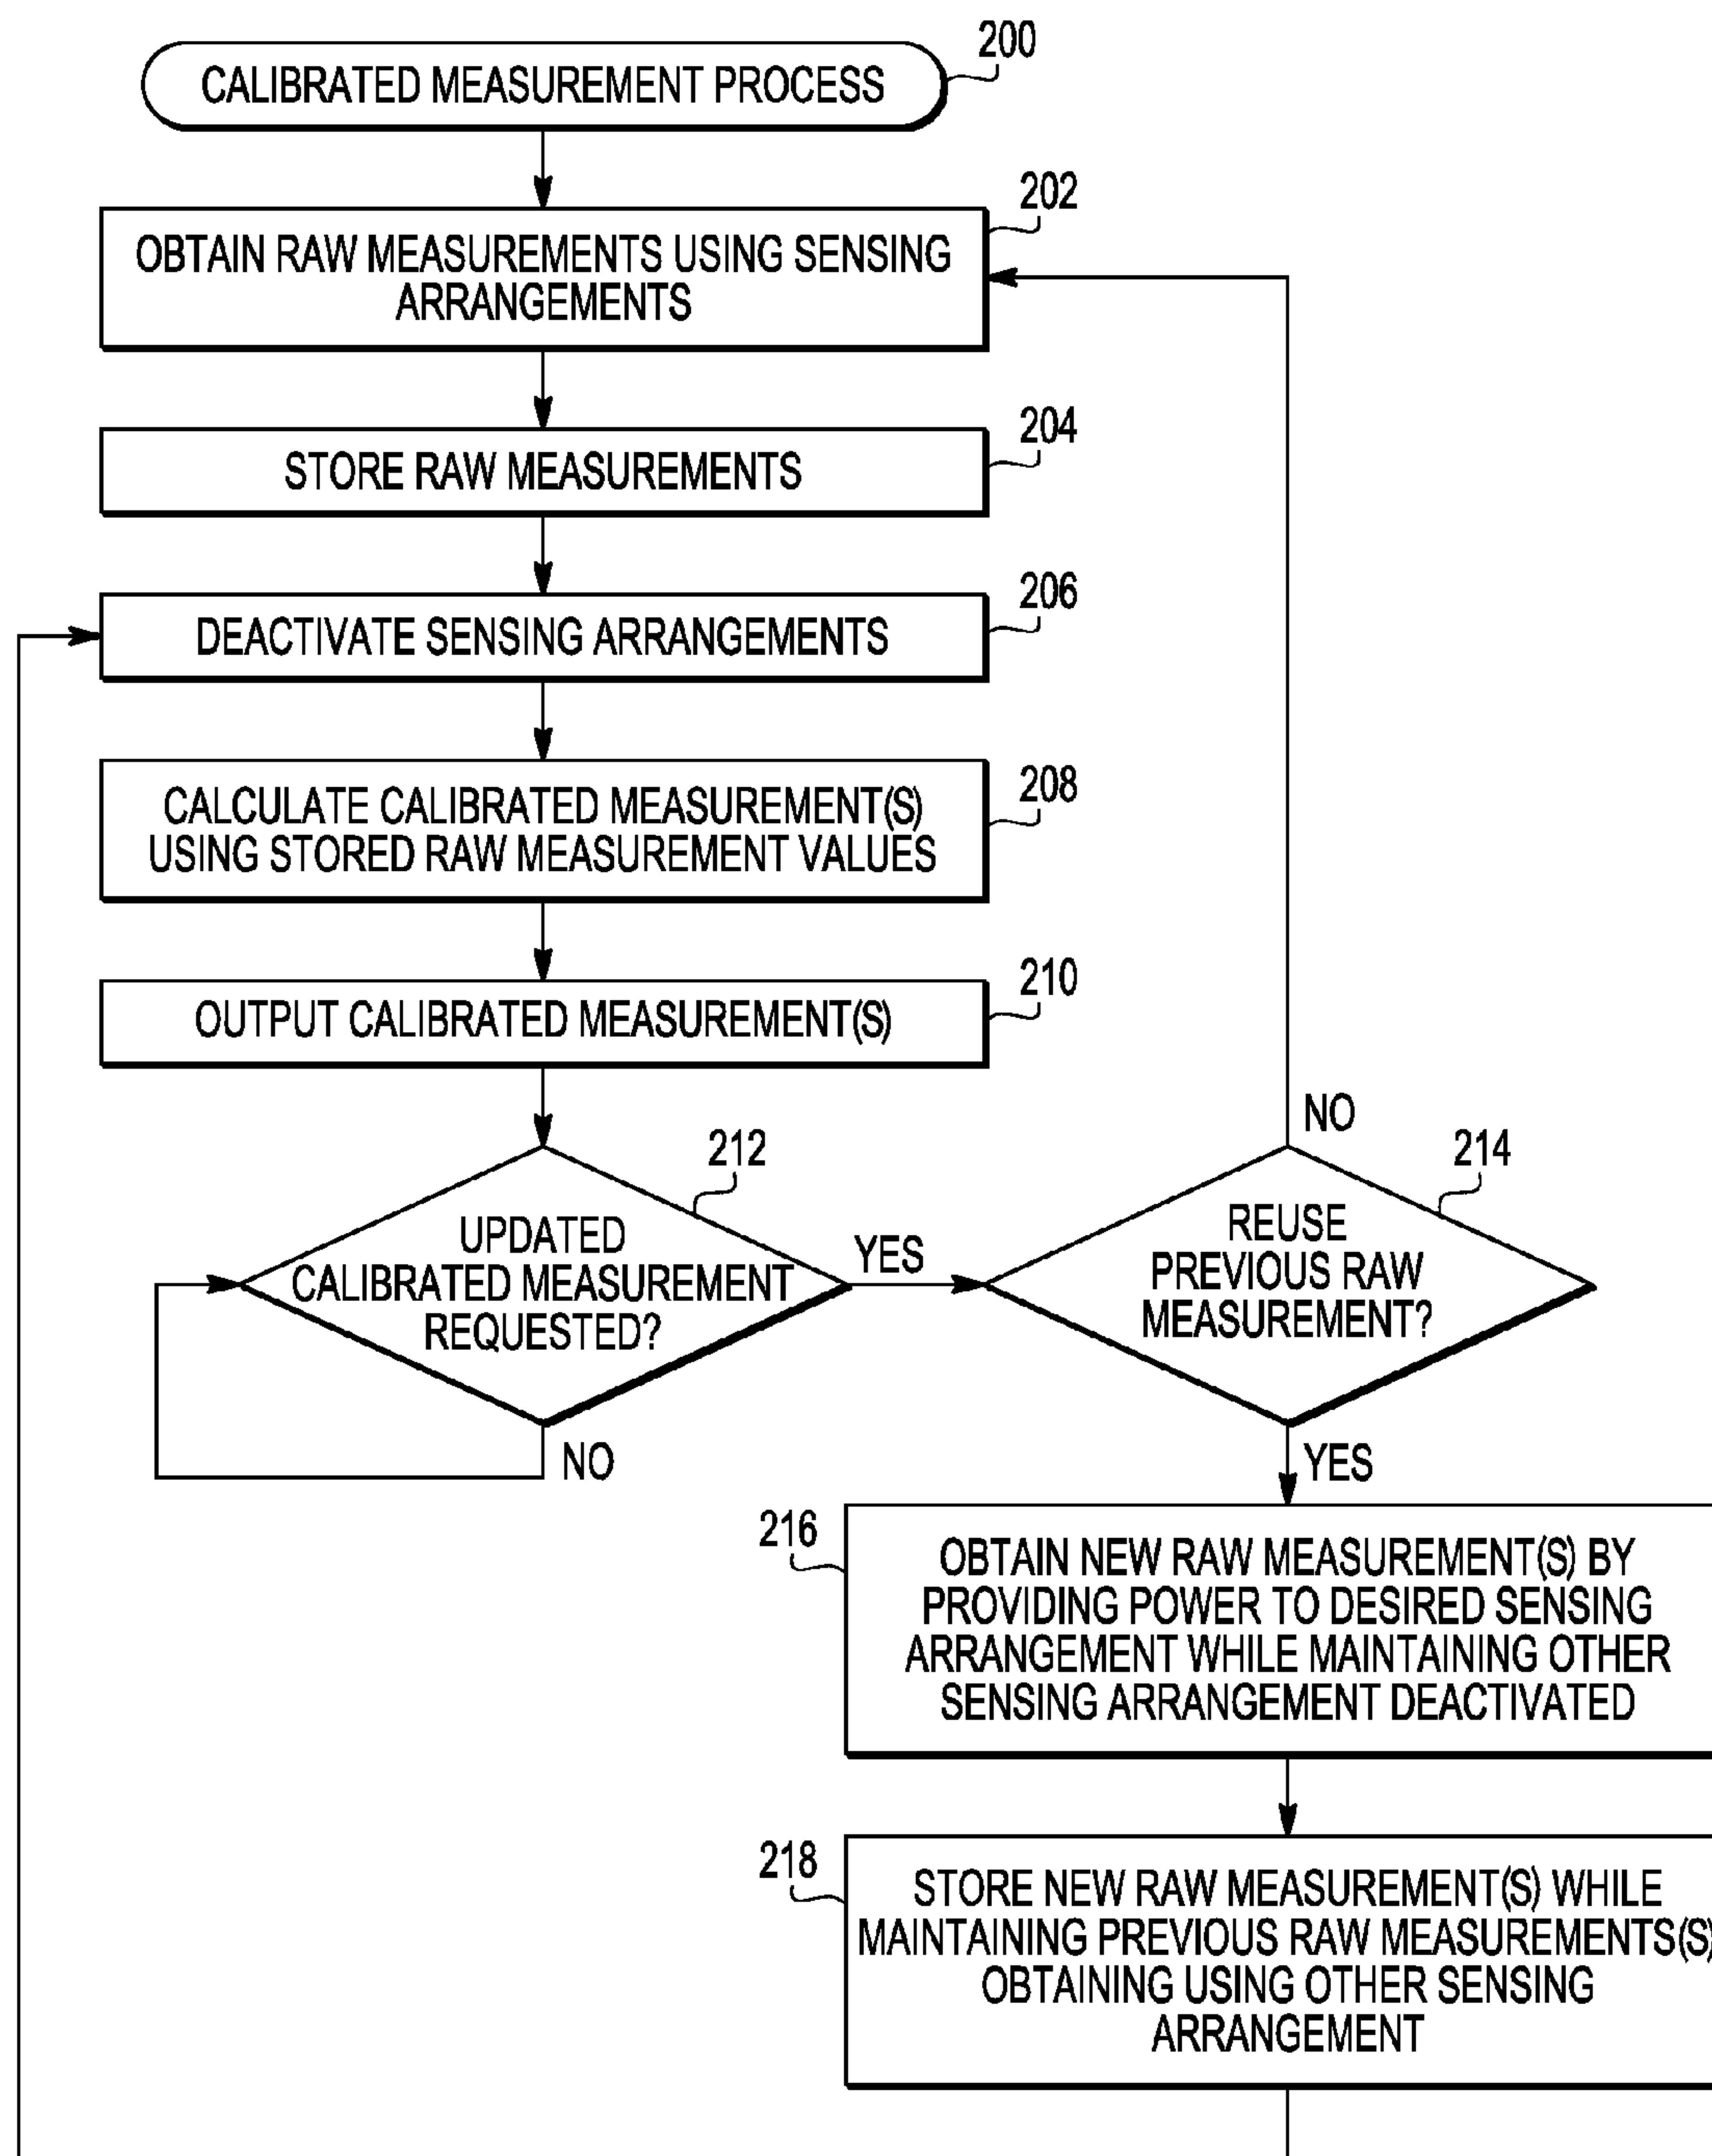 200
CALIBRATED MEASUREMENT PROCESS
202
OBTAIN RAW MEASUREMENTS USING SENSING
ARRANGEMENTS
204
STORE RAW MEASUREMENTS
206
DEACTIVATE SENSING ARRANGEMENTS
208
CALCULATE CALIBRATED MEASUREMENT(S)
USING STORED RAW MEASUREMENT VALUES
210
OUTPUT CALIBRATED MEASUREMENT(S)
212
UPDATED
CALIBRATED MEASUREMENT
REQUESTED?
YES
NO
214
REUSE
PREVIOUS RAW
MEASUREMENT?
NO
YES
216
OBTAIN NEW RAW MEASUREMENT(S) BY
PROVIDING POWER TO DESIRED SENSING
ARRANGEMENT WHILE MAINTAINING OTHER
SENSING ARRANGEMENT DEACTIVATED
218
STORE NEW RAW MEASUREMENT(S) WHILE
MAINTAINING PREVIOUS RAW MEASUREMENTS(S)
OBTAINING USING OTHER SENSING
ARRANGEMENT